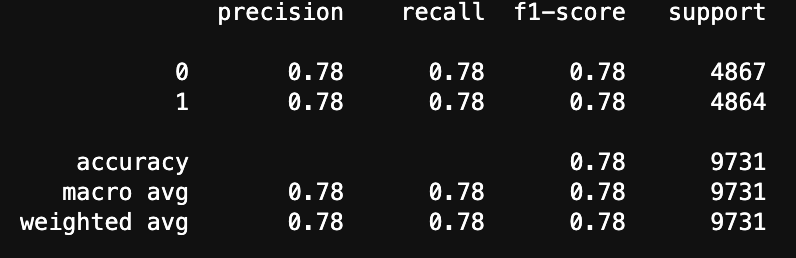 precision recall f1-score support
0 0.78 0.78 0.78 4867
1 0.78 0.78 0.78 4864
accuracy 0.78 9731
macro avg 0.78 0.78 0.78 9731
weighted avg 0.78 0.78 0.78 9731